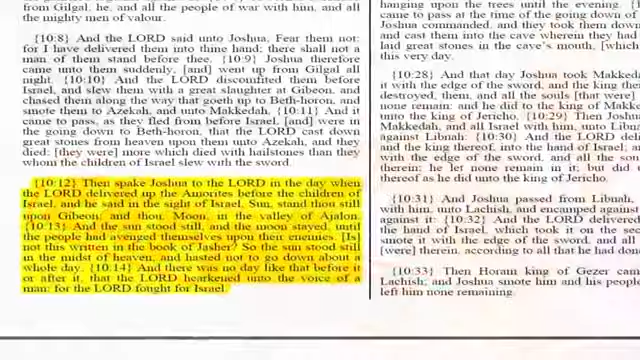 from Gilgal, he, and all the people of war with him, and all
the mighty men of valour.
{10:8} And the LORD said unto Joshua, Fear them not:
for I have delivered them into thine hand; there shall not a
man of them stand before thee. {10:9} Joshua therefore
came unto them suddenly, [and] went up from Gilgal all
night. {10:10} And the LORD discomfited them before
Israel, and slew them with a great slaughter at Gibeon, and
chased them along the way that goeth up to Beth-horon, and
smote them to Azekah, and unto Makkedah. {10:11} And it
came to pass, as they fled from before Israel, [and] were in
the going down to Beth-horon, that the LORD cast down
great stones from heaven upon them unto Azekah, and they
died: [they were] more which died with hailstones than they
whom the children of Israel slew with the sword.
{10:12} Then spake Joshua to the LORD in the day when
the LORD delivered up the Amorites before the children of
Israel, and he said in the sight of Israel, Sun, stand thou still
upon Gibeon; and thou, Moon, in the valley of Ajalon.
{10:13} And the sun stood still, and the moon stayed, until
the people had avenged themselves upon their enemies. [Is]
not this written in the book of Jasher? So the sun stood still
in the midst of heaven, and hasted not to go down about a
whole day. {10:14} And there was no day like that before it
or after it, that the LORD hearkened unto the voice of a
man: for the LORD fought for Israel.
hanging upon the trees until the evening.
came to pass at the time of the going down of
Joshua commanded, and they took them down
and cast them into the cave wherein they had
laid great stones in the cave's mouth, [which
this very day.
{10:28} And that day Joshua took Makked
it with the edge of the sword, and the king there
destroyed, them, and all the souls [that were]
none remain: and he did to the king of Makke
unto the king of Jericho. {10:29} Then Joshu
Makkedah, and all Israel with him, unto Libna
against Libnah: {10:30} And the LORD deliv
and the king thereof, into the hand of Israel; a
with the edge of the sword, and all the sou
therein; he let none remain in it; but did
thereof as he did unto the king of Jericho.
{10:31} And Joshua passed from Libnah,
with him, unto Lachish, and encamped against
against it: {10:32} And the LORD delivered
the hand of Israel, which took it on the sec
smote it with the edge of the sword, and all
[were] therein, according to all that he had don
{10:33} Then Horam king of Gezer cam
Lachish; and Joshua smote him and his people
left him none remaining.